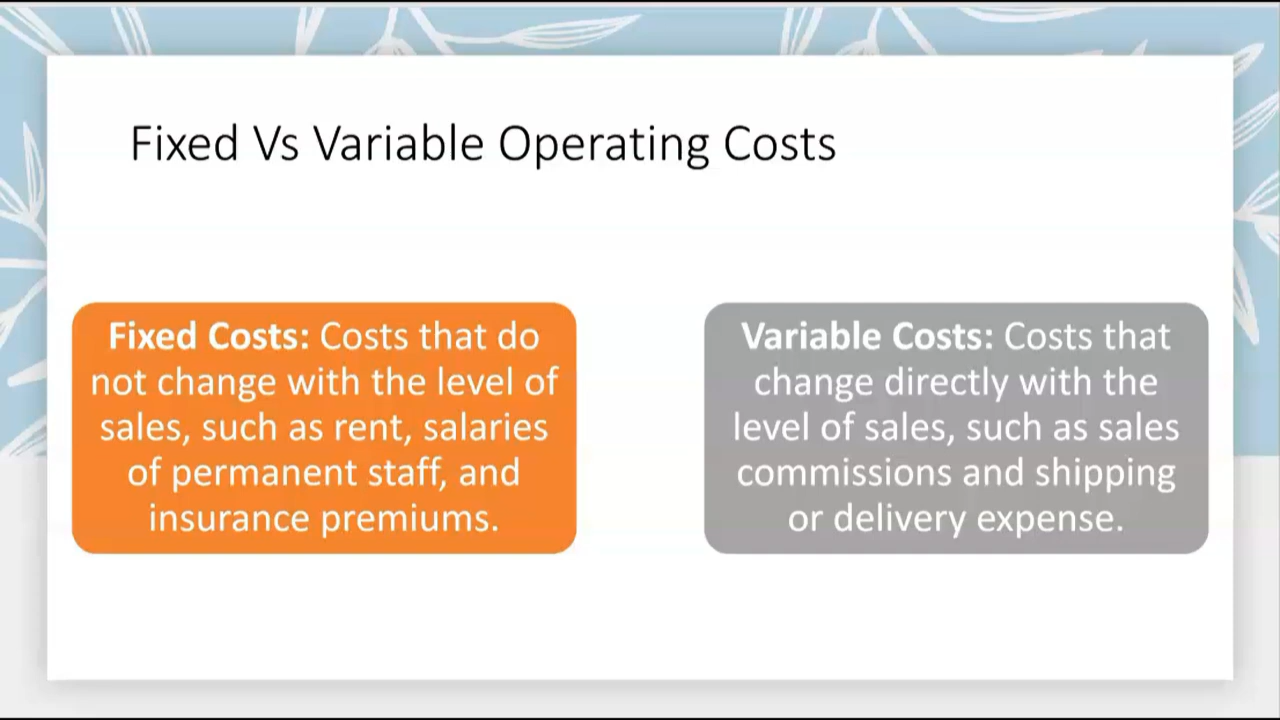 Fixed Vs Variable Operating Costs
Fixed Costs: Costs that do
not change with the level of
sales, such as rent, salaries
of permanent staff, and
insurance premiums.
Variable Costs: Costs that
change directly with the
level of sales, such as sales
commissions and shipping
or delivery expense.